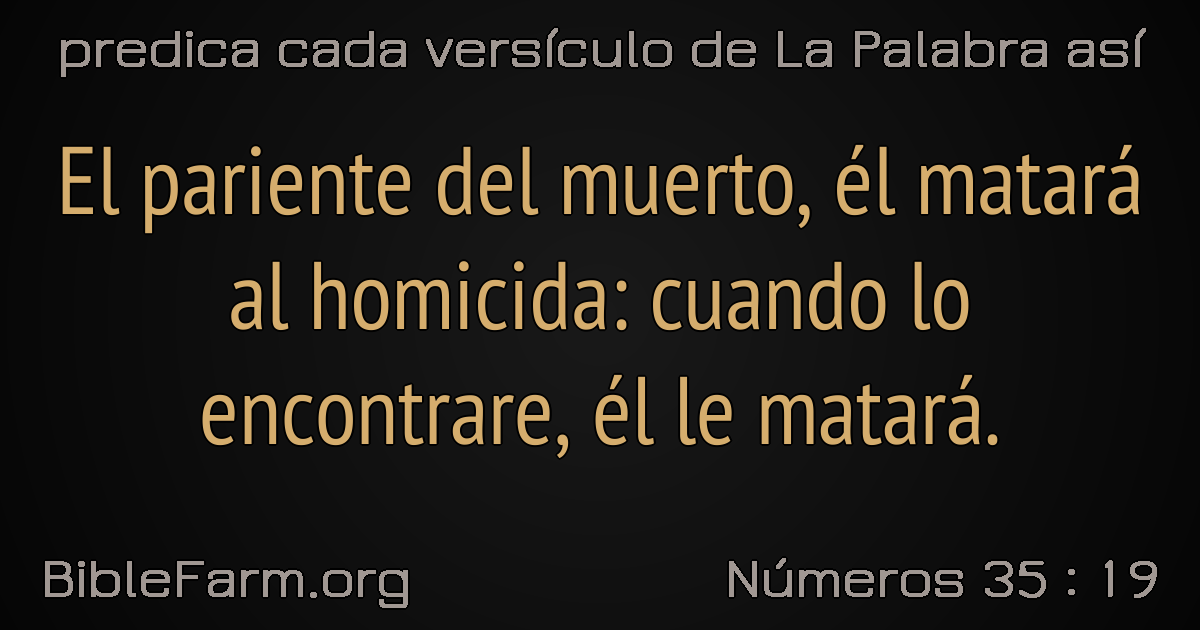 predica cada versículo de La Palabra así
El pariente del muerto, él matará
al homicida: cuando lo
encontrare, él le matará.
BibleFarm.org
Números 35 : 19